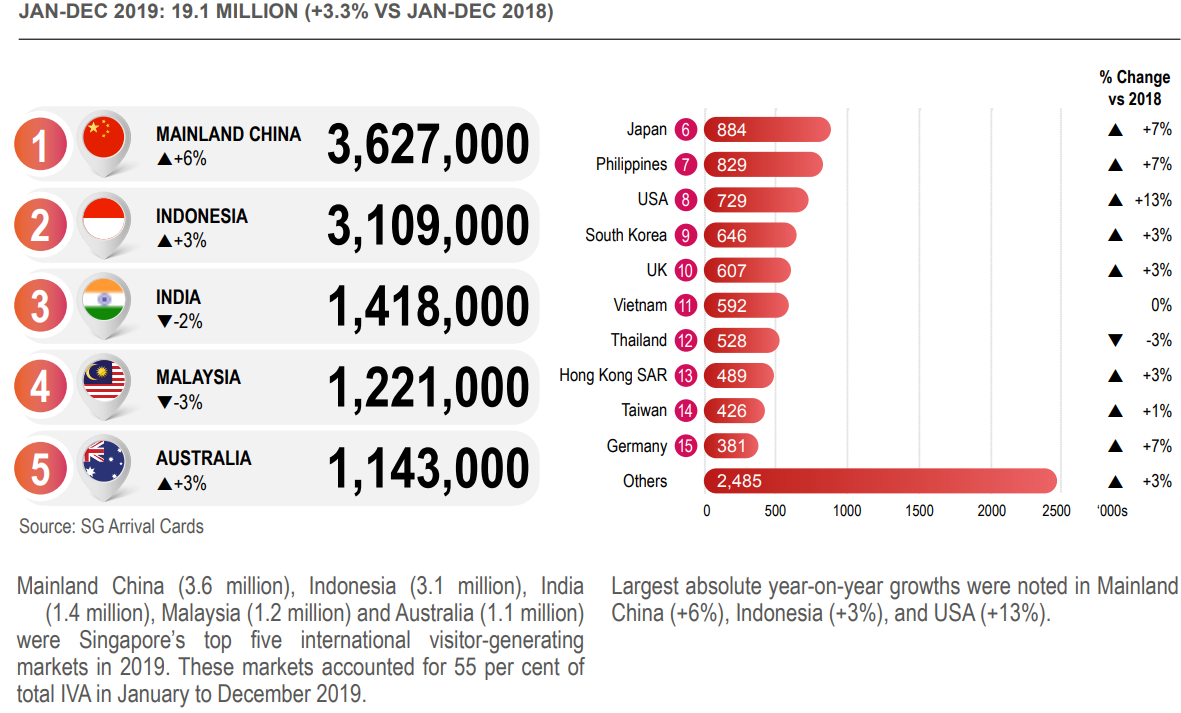 JAN-DEC 2019: 19.1 MILLION (+3.3% VS JAN-DEC 2018)
1 MAINLAND CHINA 3,627,000
▲+6%
2 INDONESIA 3,109,000
▲+3%
3 INDIA 1,418,000
▼-2%
4 MALAYSIA 1,221,000
▼-3%
5 AUSTRALIA 1,143,000
▲+3%
Source: SG Arrival Cards
% Change
vs 2018
Japan 6 884 ▲ +7%
Philippines 7 829 ▲ +7%
USA 8 729 ▲ +13%
South Korea 9 646 ▲ +3%
UK 10 607 ▲ +3%
Vietnam 11 592 0%
Thailand 12 528 ▼ -3%
Hong Kong SAR 13 489 ▲ +3%
Taiwan 14 426 ▲ +1%
Germany 15 381 ▲ +7%
Others 2,485 ▲ +3%
0 500 1000 1500 2000 2500 '000s
Mainland China (3.6 million), Indonesia (3.1 million), India
(1.4 million), Malaysia (1.2 million) and Australia (1.1 million)
were Singapore's top five international visitor-generating
markets in 2019. These markets accounted for 55 per cent of
total IVA in January to December 2019.
Largest absolute year-on-year growths were noted in Mainland
China (+6%), Indonesia (+3%), and USA (+13%).